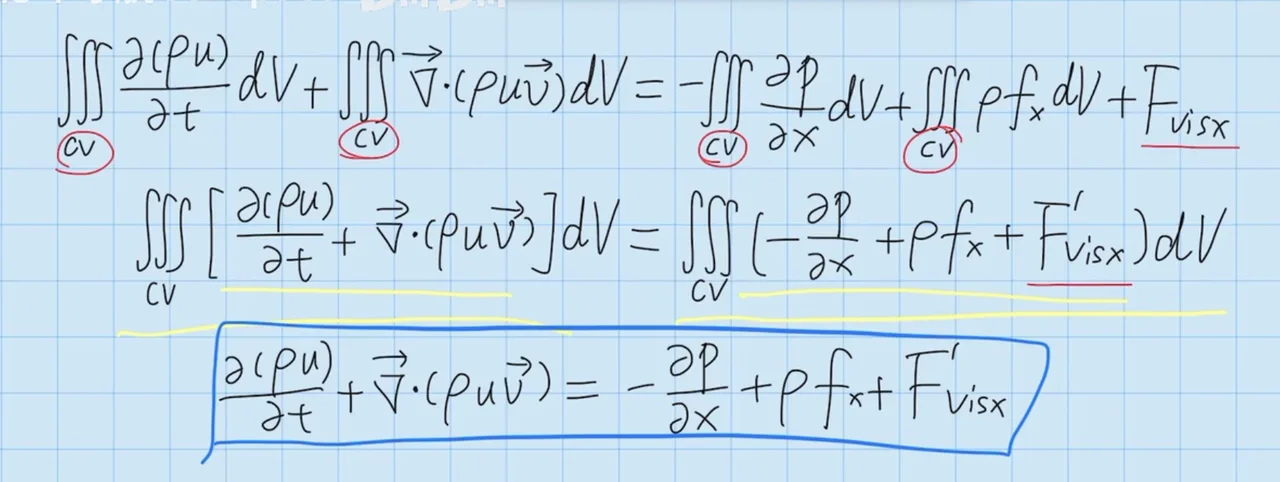 ∭_CV ∂(ρu)/∂t dV + ∭_CV ∇⃗·(ρuv⃗)dV = -∭_CV ∂p/∂x dV + ∭_CV ρf_x dV + F_visx
∭_CV [∂(ρu)/∂t + ∇⃗·(ρuv⃗)]dV = ∭_CV (-∂p/∂x + ρf_x + F'_visx)dV
∂(ρu)/∂t + ∇⃗·(ρuv⃗) = -∂p/∂x + ρf_x + F'_visx